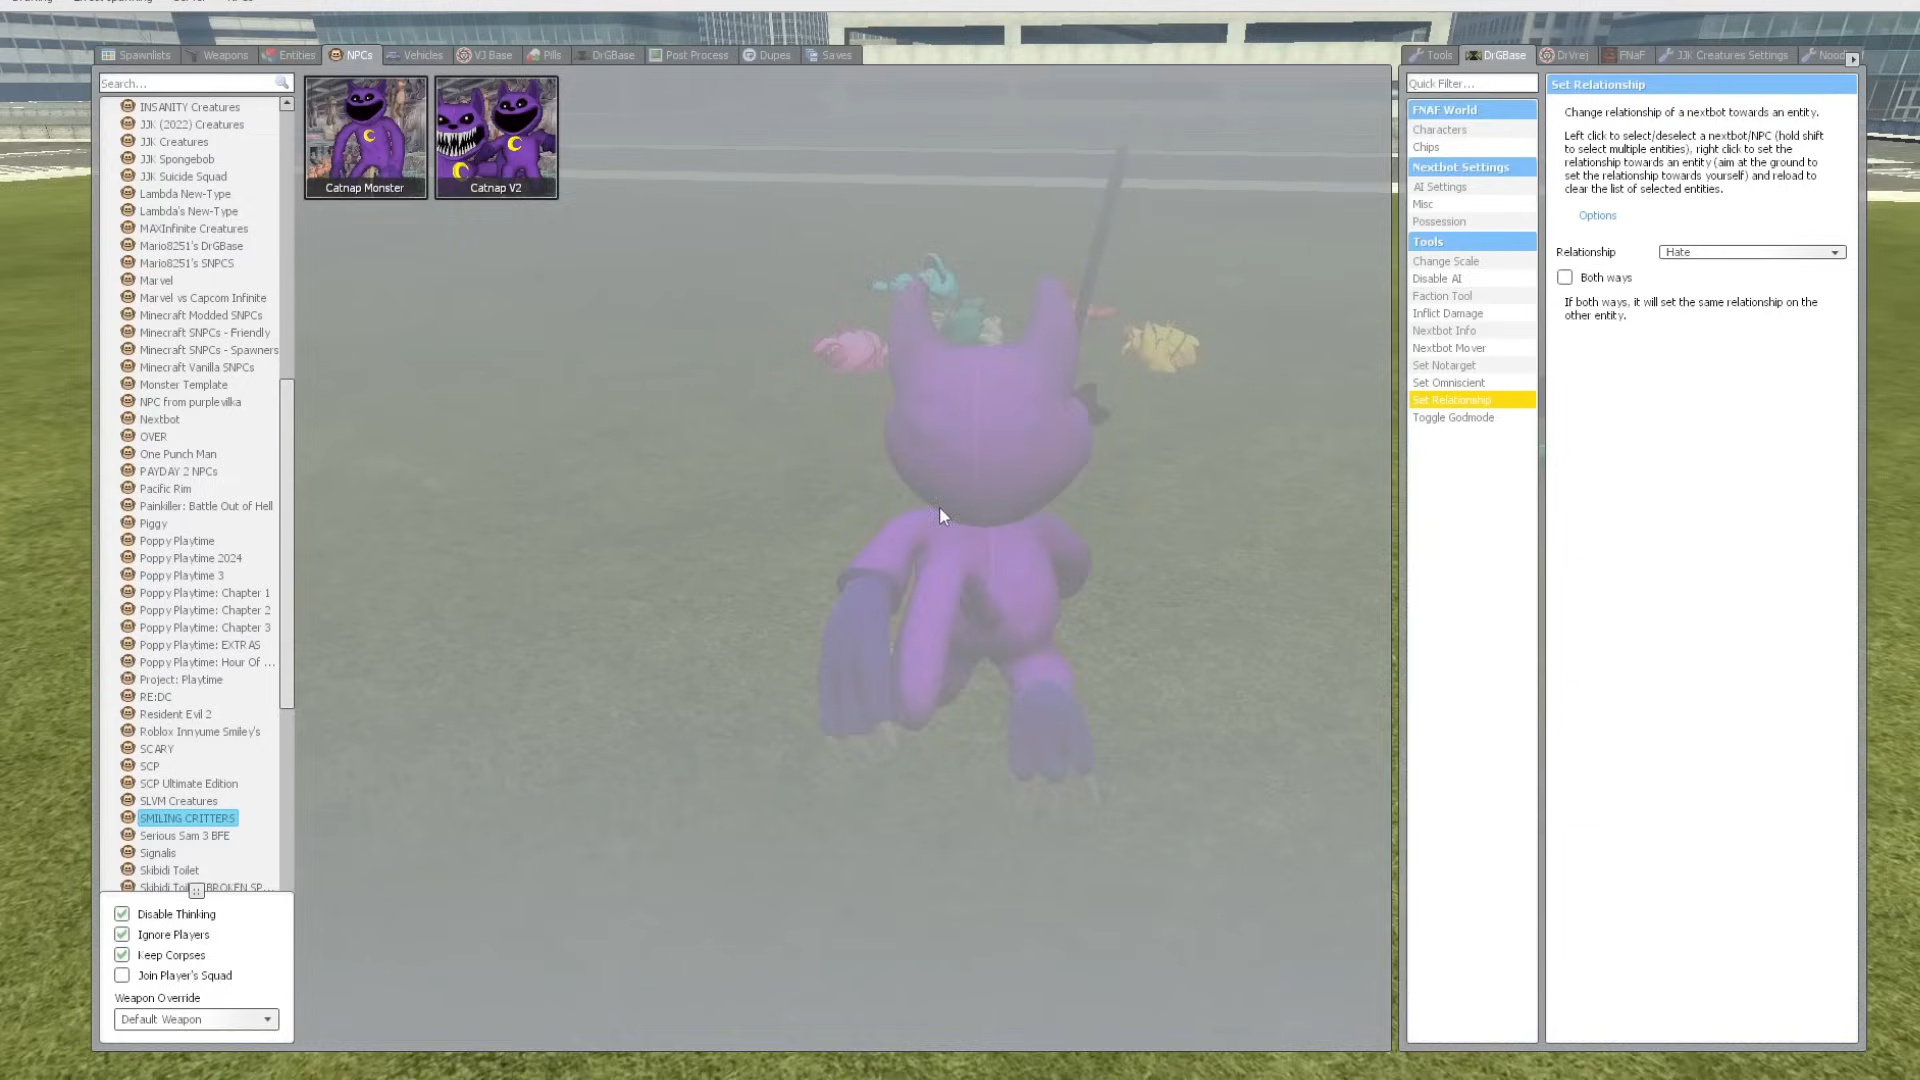 Spawnlists
Weapons
Entities
NPCs
Vehicles
VJ Base
Pills
DrGBase
Post Process
Dupes
Saves
Search...
INSANITY Creatures
JJK (2022) Creatures
JJK Creatures
JJK Spongebob
JJK Suicide Squad
Lambda New-Type
Lambda's New-Type
MAXInfinite Creatures
Mario8251's DrGBase
Mario8251's SNPCS
Marvel
Marvel vs Capcom Infinite
Minecraft Modded SNPCs
Minecraft SNPCs - Friendly
Minecraft SNPCs - Spawners
Minecraft Vanilla SNPCs
Monster Template
NPC from purplevilka
Nextbot
OVER
One Punch Man
PAYDAY 2 NPCs
Pacific Rim
Painkiller: Battle Out of Hell
Piggy
Poppy Playtime
Poppy Playtime 2024
Poppy Playtime 3
Poppy Playtime: Chapter 1
Poppy Playtime: Chapter 2
Poppy Playtime: Chapter 3
Poppy Playtime: EXTRAS
Poppy Playtime: Hour Of ...
Project: Playtime
RE:DC
Resident Evil 2
Roblox Innyume Smiley's
SCARY
SCP
SCP Ultimate Edition
SLVM Creatures
SMILING CRITTERS
Serious Sam 3 BFE
Signalis
Skibidi Toilet
BROKEN SP...
Disable Thinking
Ignore Players
Keep Corpses
Join Player's Squad
Weapon Override
Default Weapon
Catnap Monster
Catnap V2
Tools
DrGBase
DrVrej
FNaF
JJK Creatures Settings
Quick Filter...
FNAF World
Characters
Chips
Nextbot Settings
AI Settings
Misc
Possession
Tools
Change Scale
Disable AI
Faction Tool
Inflict Damage
Nextbot Info
Nextbot Mover
Set Notarget
Set Omniscient
Set Relationship
Toggle Godmode
Set Relationship
Change relationship of a nextbot towards an entity.
Left click to select/deselect a nextbot/NPC (hold shift
to select multiple entities), right click to set the
relationship towards an entity (aim at the ground to
set the relationship towards yourself) and reload to
clear the list of selected entities.
Options
Relationship
Hate
Both ways
If both ways, it will set the same relationship on the
other entity.